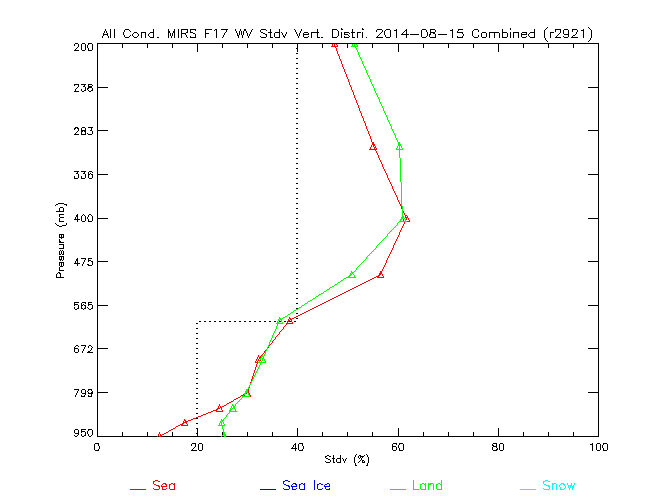 All Cond. MIRS F17 WV Stdv Vert. Distri. 2014-08-15 Combined (r2921)
200
238
283
336
400
475
565
672
799
950
Pressure (mb)
0 20 40 60 80 100
Stdv (%)
Sea Sea Ice Land Snow